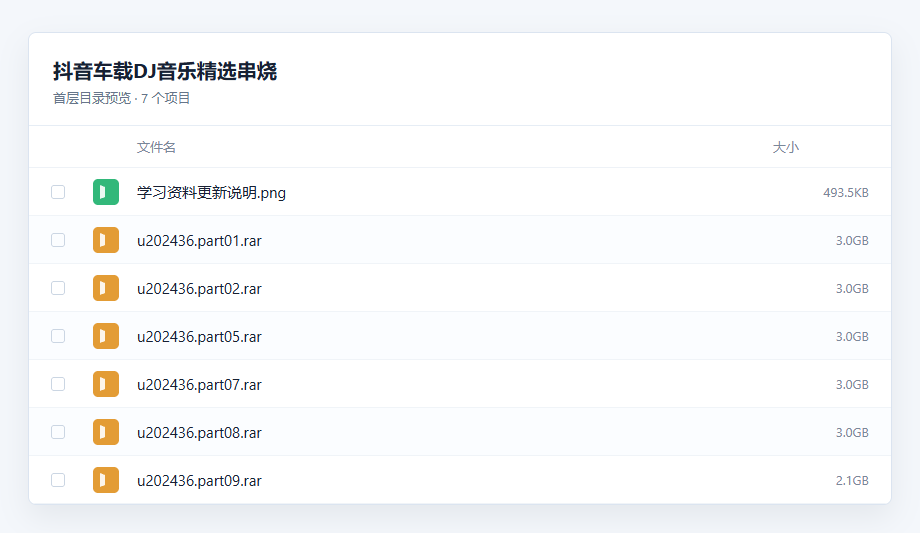 抖音车载DJ音乐精选串烧
首层目录预览 · 7 个项目
文件名 大小
学习资料更新说明.png 493.5KB
u202436.part01.rar 3.0GB
u202436.part02.rar 3.0GB
u202436.part05.rar 3.0GB
u202436.part07.rar 3.0GB
u202436.part08.rar 3.0GB
u202436.part09.rar 2.1GB